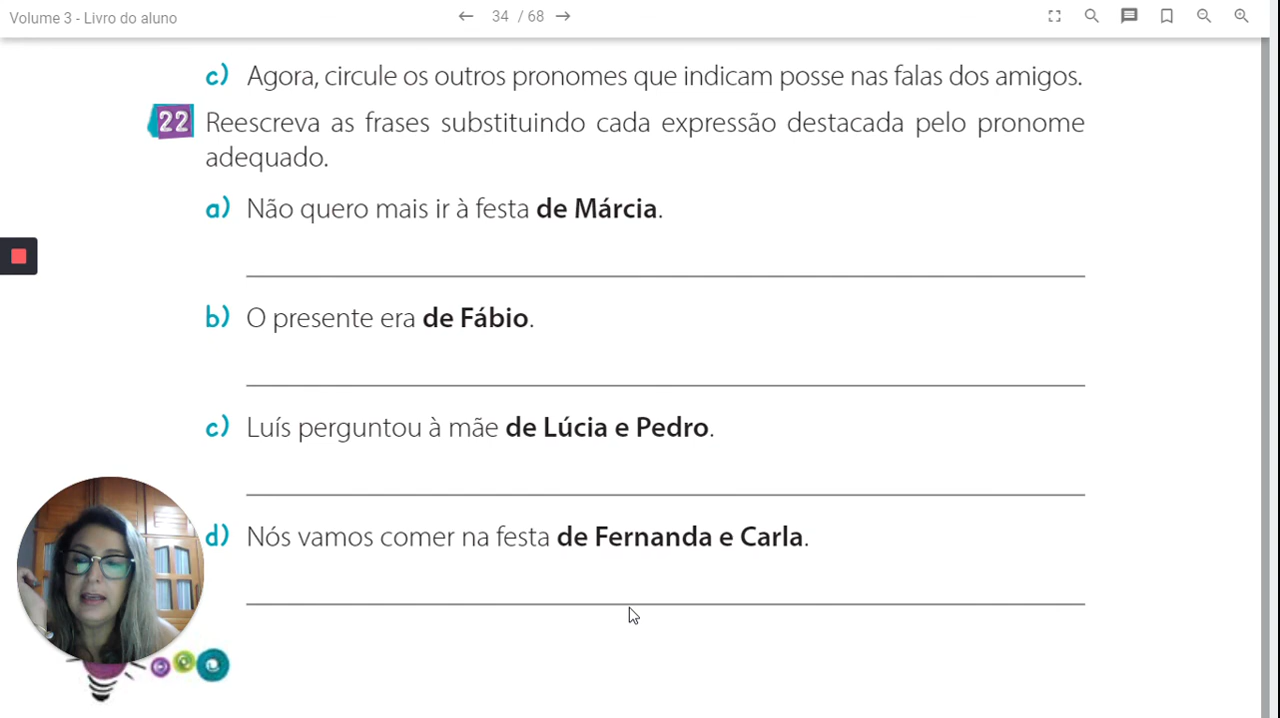 Volume 3 - Livro do aluno
34 / 68
c) Agora, circule os outros pronomes que indicam posse nas falas dos amigos.
22 Reescreva as frases substituindo cada expressão destacada pelo pronome
adequado.
a) Não quero mais ir à festa de Márcia.
b) O presente era de Fábio.
c) Luís perguntou à mãe de Lúcia e Pedro.
d) Nós vamos comer na festa de Fernanda e Carla.